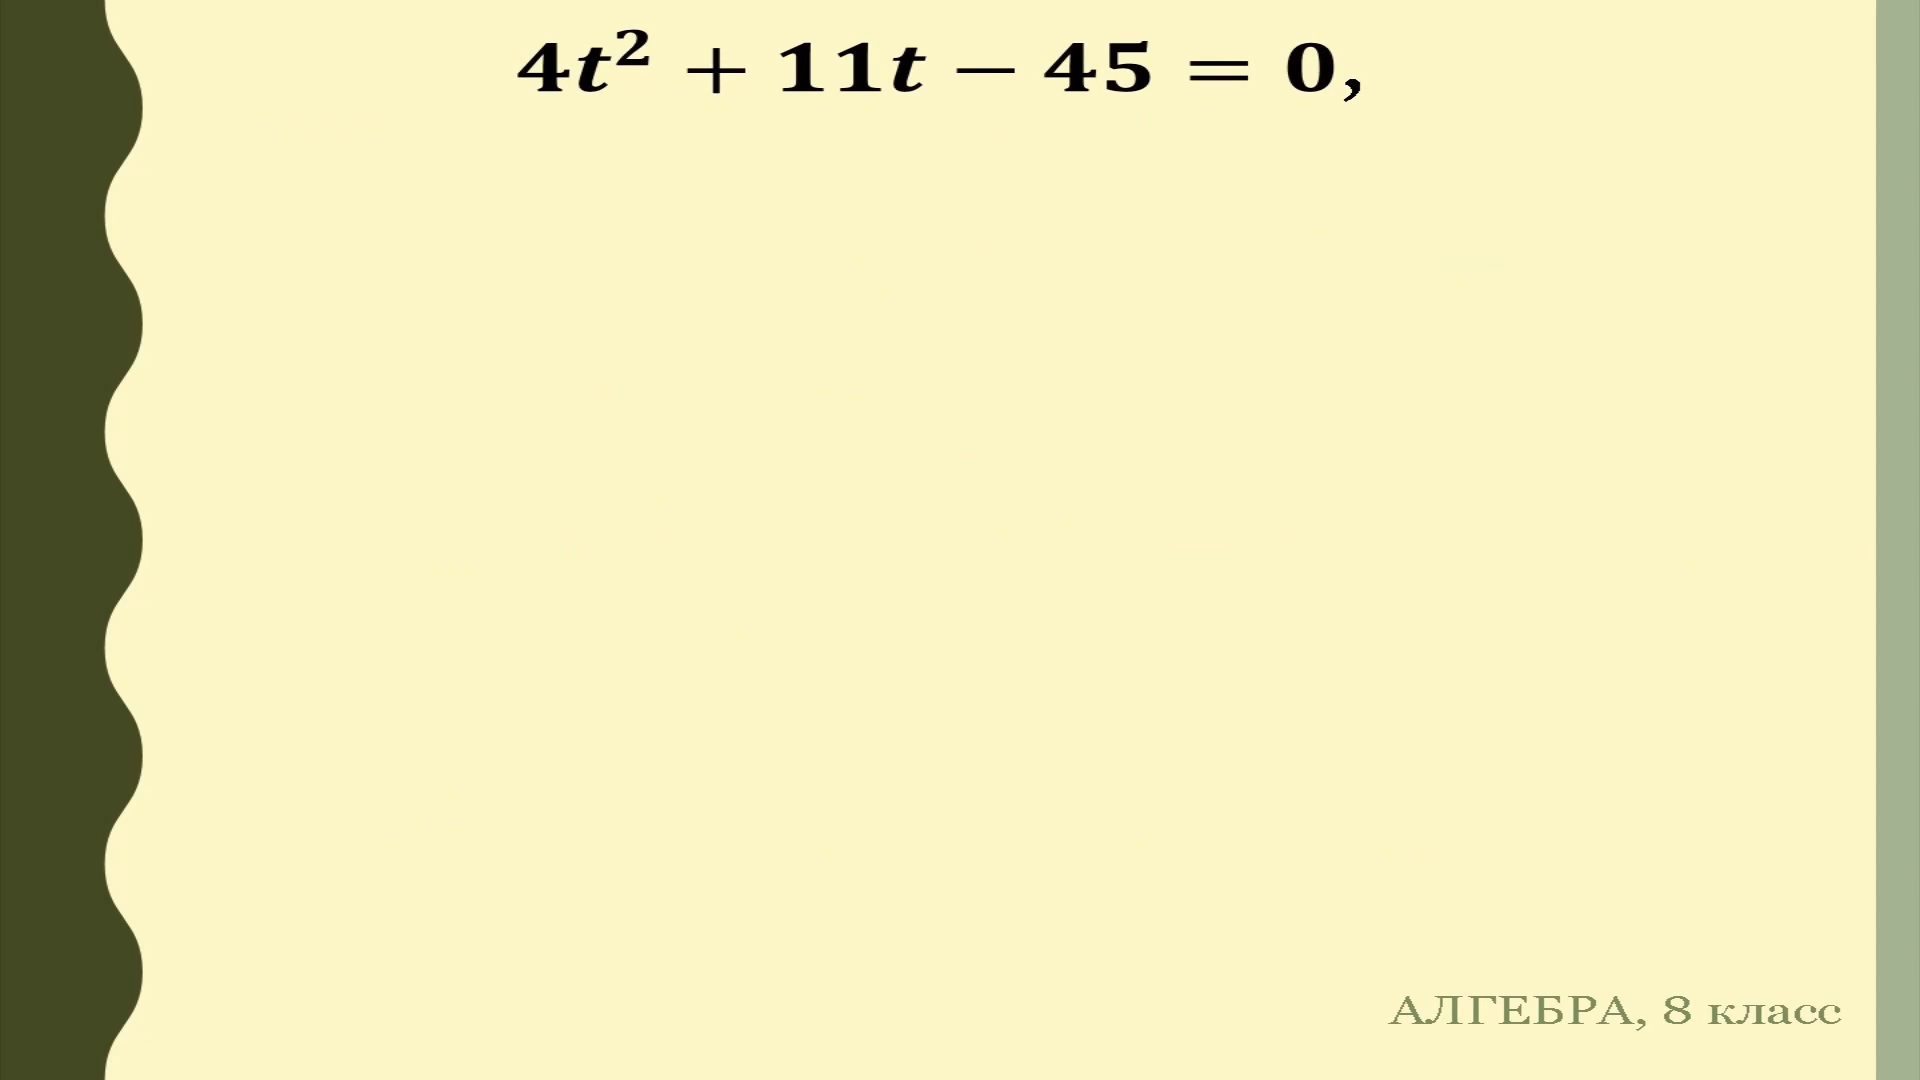 4t² + 11t − 45 = 0,
АЛГЕБРА, 8 класс